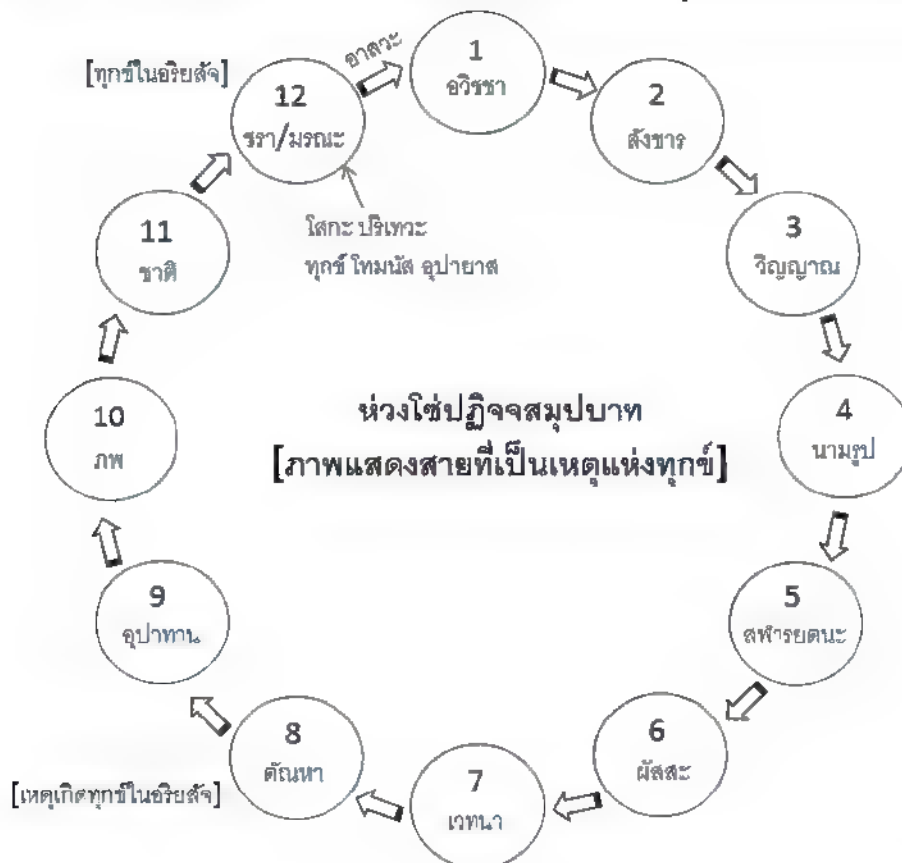 อาสวะ
1
อวิชชา
[ทุกข์ในอริยสัจ]
12
ชรา/มรณะ
2
สังขาร
โสกะ ปริเทวะ
ทุกข์ โทมนัส อุปายาส
11
ชาติ
3
วิญญาณ
ห่วงโซ่ปฏิจจสมุปบาท
[ภาพแสดงสายที่เป็นเหตุแห่งทุกข์]
10
ภพ
4
นามรูป
9
อุปาทาน
5
สฬารยตนะ
8
ตัณหา
6
ผัสสะ
[เหตุเกิดทุกข์ในอริยสัจ]
7
เวทนา